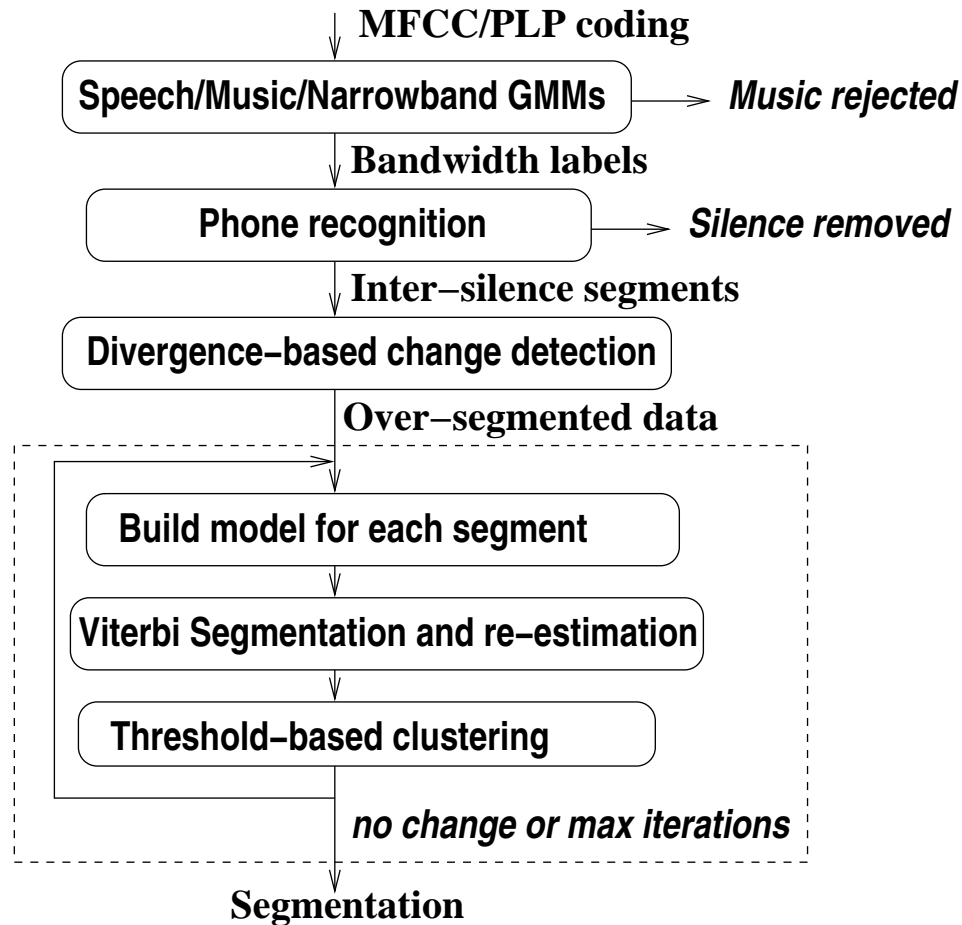 MFCC/PLP coding
Speech/Music/Narrowband GMMs
Music rejected
Bandwidth labels
Phone recognition
Silence removed
Inter−silence segments
Divergence−based change detection
Over−segmented data
Build model for each segment
Viterbi Segmentation and re−estimation
Threshold−based clustering
no change or max iterations
Segmentation